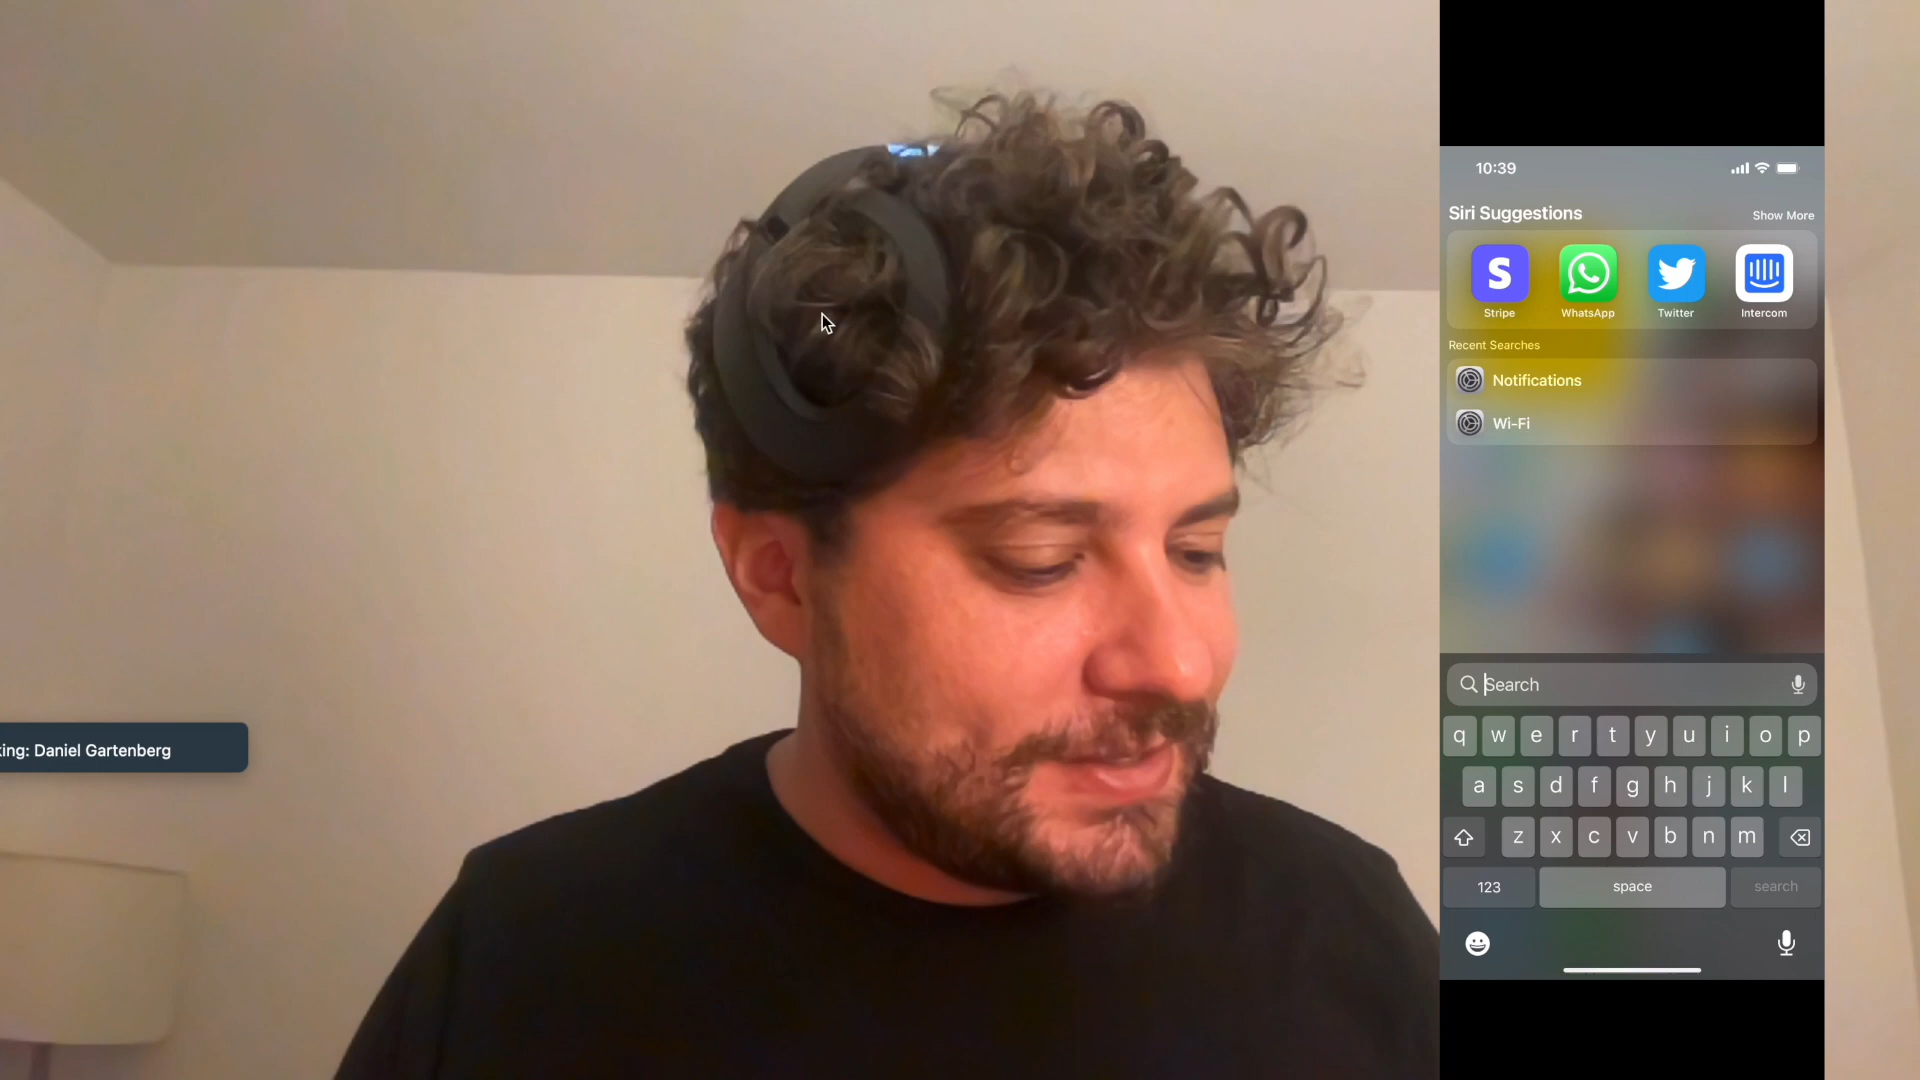 king: Daniel Gartenberg
10:39
Siri Suggestions
Show More
S
Stripe
WhatsApp
Twitter
Intercom
Recent Searches
Notifications
Wi-Fi
Search
q w e r t y u i o p
a s d f g h j k l
z x c v b n m
123
space
search